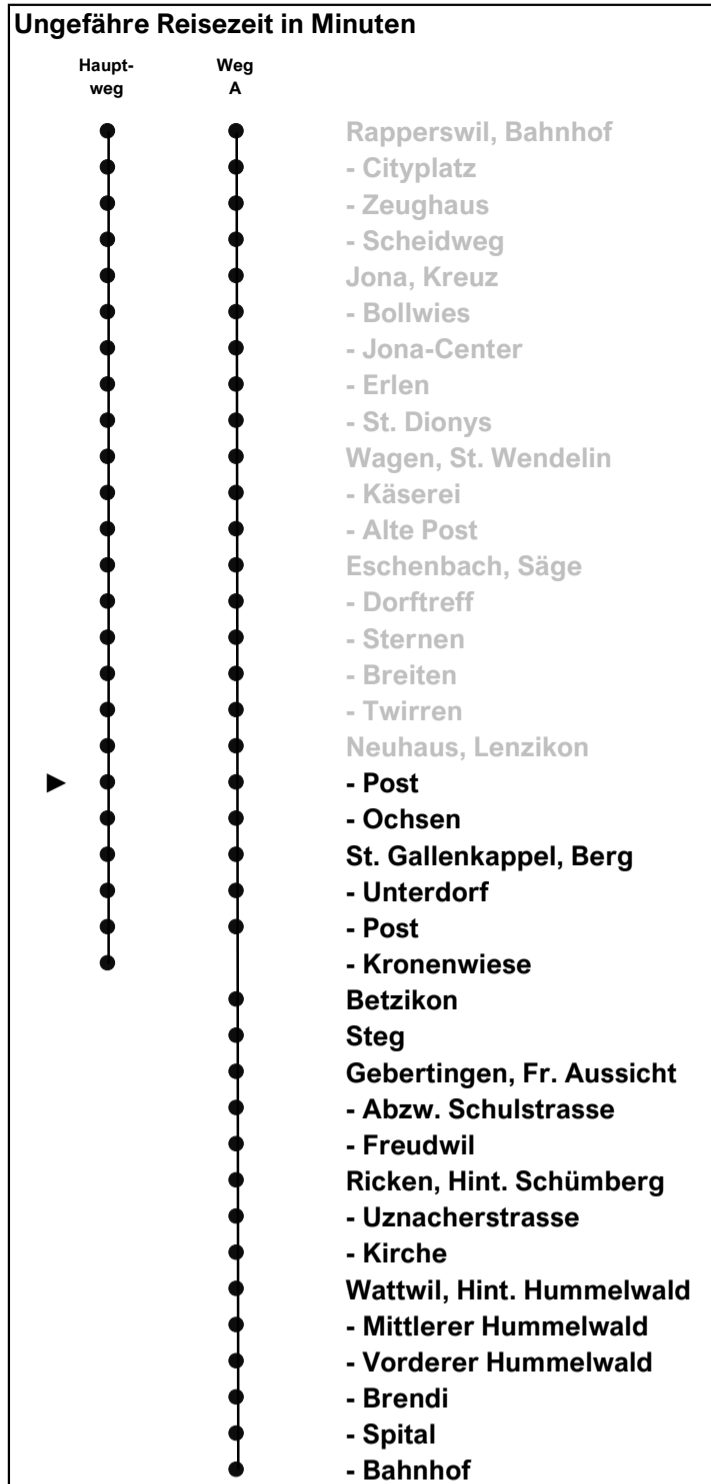 Ungefähre Reisezeit in Minuten
Haupt- Weg
weg A
Rapperswil, Bahnhof
- Cityplatz
- Zeughaus
- Scheidweg
Jona, Kreuz
- Bollwies
- Jona-Center
- Erlen
- St. Dionys
Wagen, St. Wendelin
- Käserei
- Alte Post
Eschenbach, Säge
- Dorftreff
- Sternen
- Breiten
- Twirren
Neuhaus, Lenzikon
- Post
- Ochsen
St. Gallenkappel, Berg
- Unterdorf
- Post
- Kronenwiese
Betzikon
Steg
Gebertingen, Fr. Aussicht
- Abzw. Schulstrasse
- Freudwil
Ricken, Hint. Schümberg
- Uznacherstrasse
- Kirche
Wattwil, Hint. Hummelwald
- Mittlerer Hummelwald
- Vorderer Hummelwald
- Brendi
- Spital
- Bahnhof